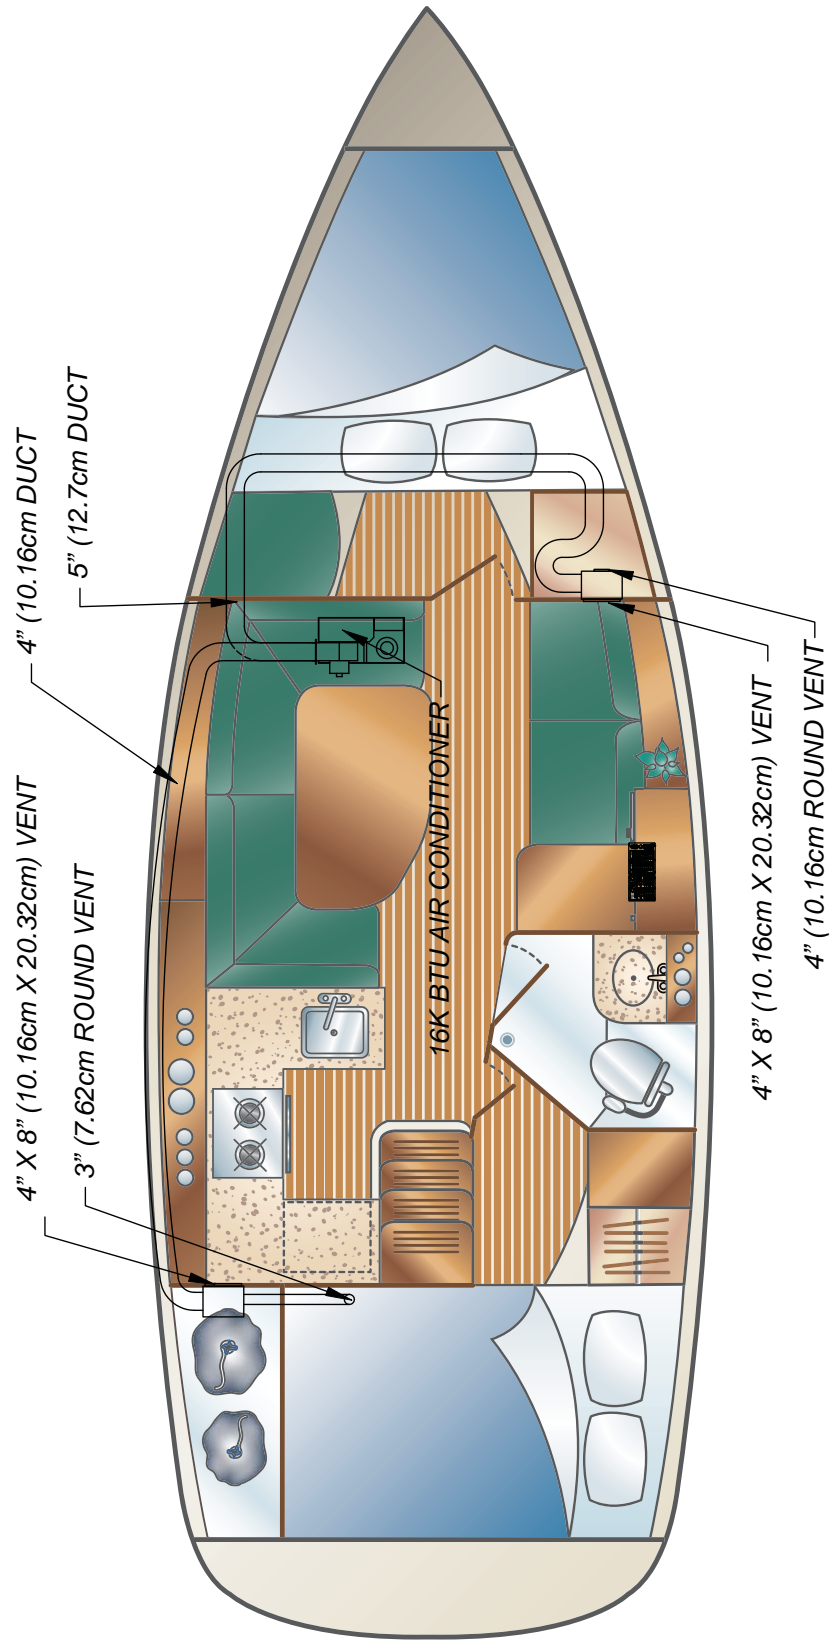 4” (10.16cm DUCT
5” (12.7cm DUCT
4” X 8” (10.16cm X 20.32cm) VENT
3” (7.62cm ROUND VENT
16K BTU AIR CONDITIONER
4” X 8” (10.16cm X 20.32cm) VENT
4” (10.16cm ROUND VENT